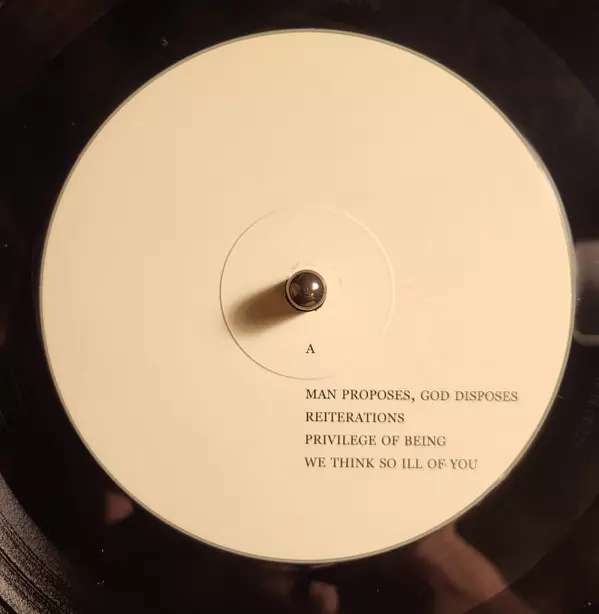 A
MAN PROPOSES, GOD DISPOSES
REITERATIONS
PRIVILEGE OF BEING
WE THINK SO ILL OF YOU